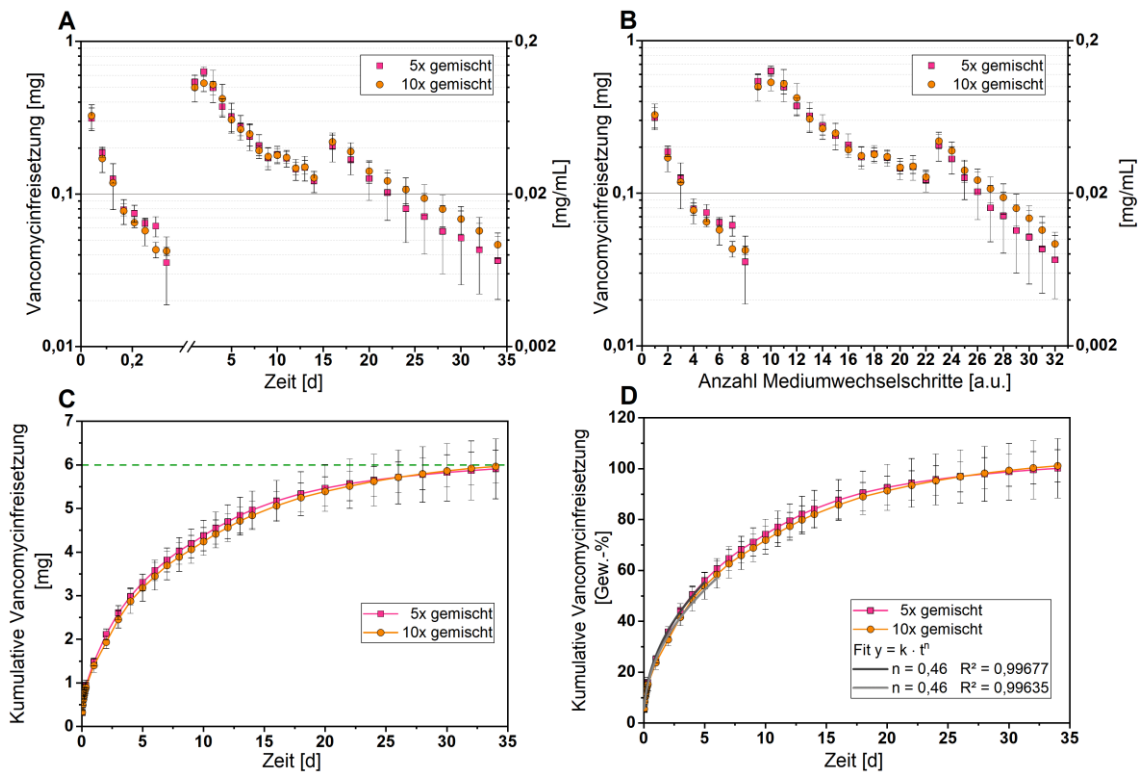 A
Vancomycinfreisetzung [mg]
1
0,1
0,01
5x gemischt
10x gemischt
0,2
0,02
0,002
[mg/mL]
0,2 5 10 15 20 25 30 35
Zeit [d]
B
Vancomycinfreisetzung [mg]
1
0,1
0,01
5x gemischt
10x gemischt
0,2
0,02
0,002
[mg/mL]
0 2 4 6 8 10 12 14 16 18 20 22 24 26 28 30 32
Anzahl Mediumwechselschritte [a.u.]
C
Kumulative Vancomycinfreisetzung
[mg]
7
6
5
4
3
2
1
0
5x gemischt
10x gemischt
0 5 10 15 20 25 30 35
Zeit [d]
D
Kumulative Vancomycinfreisetzung
[Gew.-%]
120
100
80
60
40
20
0
5x gemischt
10x gemischt
Fit y = k · tⁿ
n = 0,46 R² = 0,99677
n = 0,46 R² = 0,99635
0 5 10 15 20 25 30 35
Zeit [d]